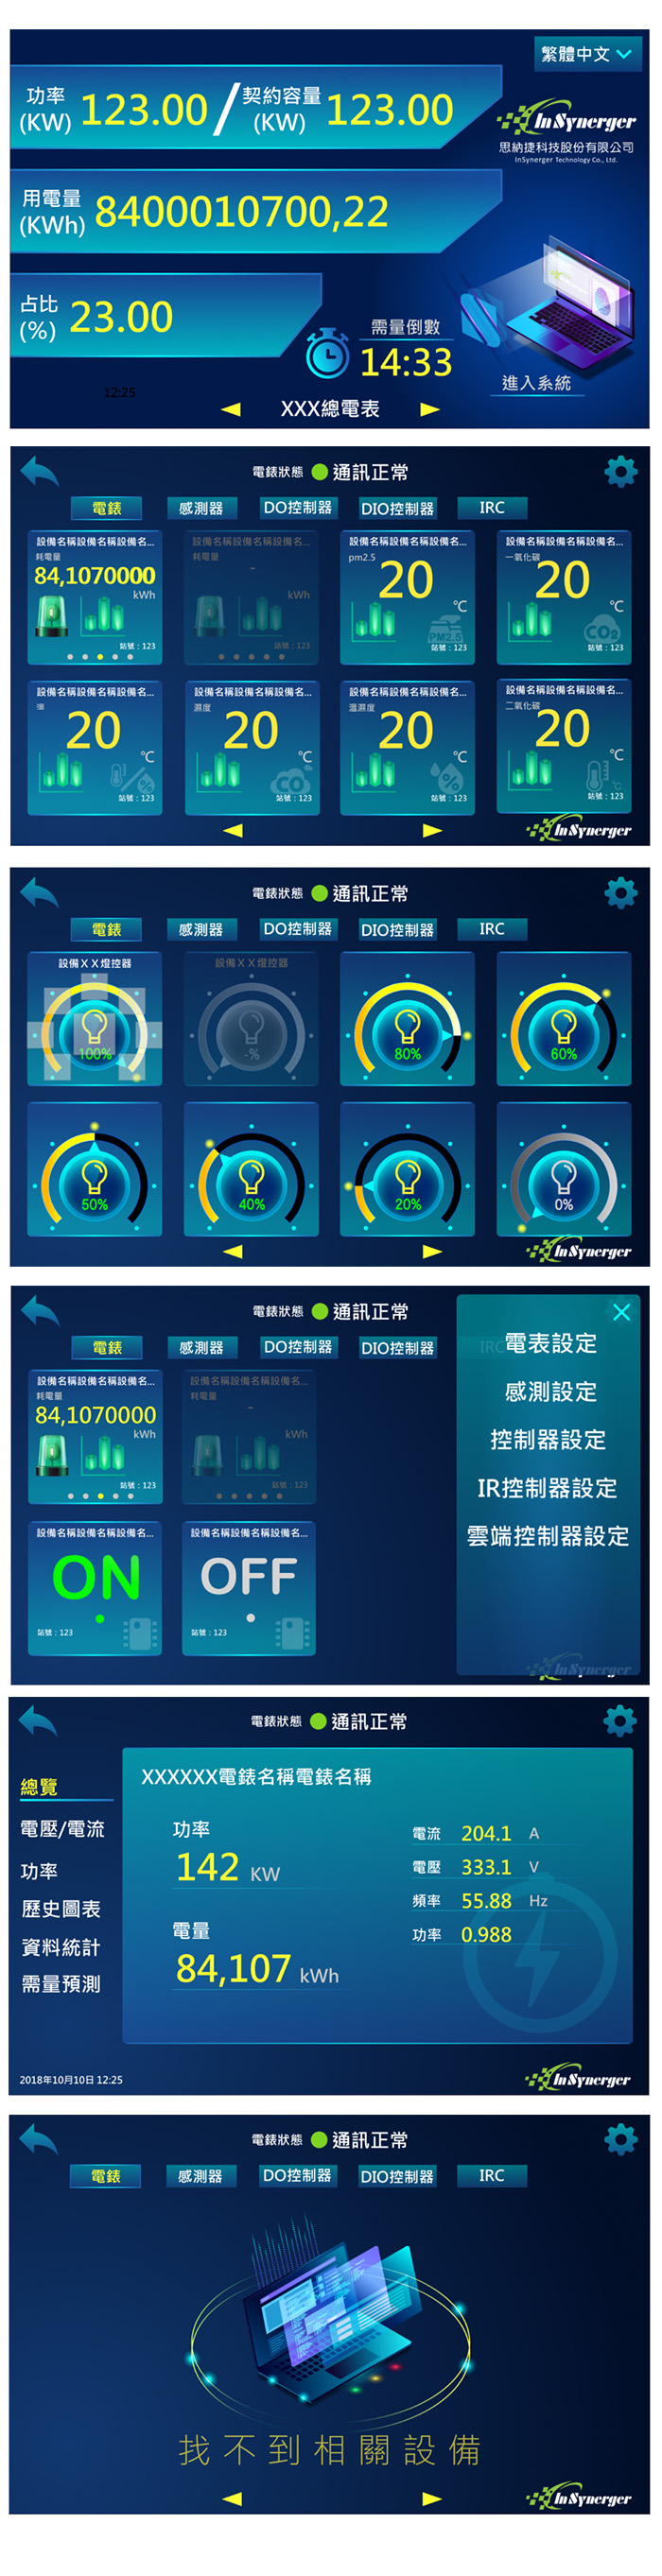 繁體中文
功率
(KW)
123.00
/
契約容量
(KW)
123.00
InSynerger
思納捷科技股份有限公司
InSynerger Technology Co., Ltd.
用電量
(KWh)
8400010700,22
占比
(%)
23.00
需量倒數
14:33
進入系統
12:25
XXX總電表
電錶狀態 通訊正常
電錶 感測器 DO控制器 DIO控制器 IRC
設備名稱設備名稱設備名... 設備名稱設備名稱設備名... 設備名稱設備名稱設備名... 設備名稱設備名稱設備名...
耗電量 耗電量 pm2.5 一氧化碳
84,1070000 - 20 20
kWh kWh ℃ ℃
PM2.5 CO2
站號：123 站號：123 站號：123 站號：123
設備名稱設備名稱設備名... 設備名稱設備名稱設備名... 設備名稱設備名稱設備名... 設備名稱設備名稱設備名...
濕度 溫濕度 二氧化碳
20 20 20 20
℃ ℃ ℃ ℃
% CO % ℃
站號：123 站號：123 站號：123 站號：123
InSynerger
電錶狀態 通訊正常
電錶 感測器 DO控制器 DIO控制器 IRC
設備ＸＸ燈控器 設備ＸＸ燈控器
100% -% 80% 60%
50% 40% 20% 0%
InSynerger
電錶狀態 通訊正常
電錶 感測器 DO控制器 DIO控制器 IRC
電表設定
感測設定
控制器設定
IR控制器設定
雲端控制器設定
設備名稱設備名稱設備名... 設備名稱設備名稱設備名...
耗電量 耗電量
84,1070000 -
kWh kWh
站號：123 站號：123
設備名稱設備名稱設備名... 設備名稱設備名稱設備名...
ON OFF
站號：123 站號：123
InSynerger
電錶狀態 通訊正常
總覽
電壓/電流
功率
歷史圖表
資料統計
需量預測
XXXXXX電錶名稱電錶名稱
功率
142 KW
電量
84,107 kWh
電流 204.1 A
電壓 333.1 V
頻率 55.88 Hz
功率 0.988
2018年10月10日 12:25
InSynerger
電錶狀態 通訊正常
電錶 感測器 DO控制器 DIO控制器 IRC
找不到相關設備
InSynerger